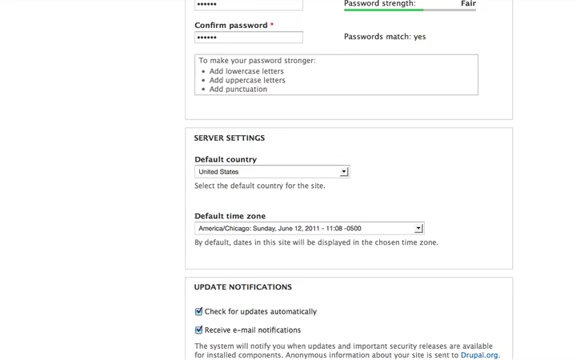 ••••••
Password strength: Fair
Confirm password *
••••••
Passwords match: yes
To make your password stronger:
• Add lowercase letters
• Add uppercase letters
• Add punctuation
SERVER SETTINGS
Default country
United States
Select the default country for the site.
Default time zone
America/Chicago: Sunday, June 12, 2011 - 11:08 -0500
By default, dates in this site will be displayed in the chosen time zone.
UPDATE NOTIFICATIONS
Check for updates automatically
Receive e-mail notifications
The system will notify you when updates and important security releases are available
for installed components. Anonymous information about your site is sent to Drupal.org.